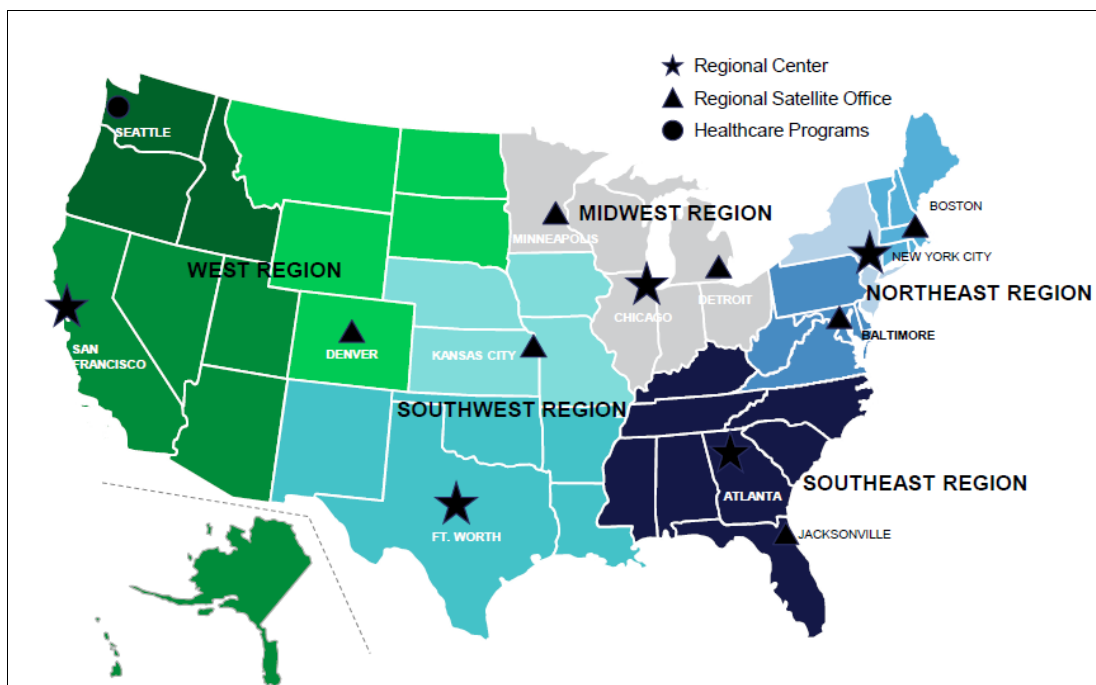 Regional Center
Regional Satellite Office
Healthcare Programs
SEATTLE
BOSTON
MIDWEST REGION
MINNEAPOLIS
NEW YORK CITY
WEST REGION
DETROIT
NORTHEAST REGION
CHICAGO
BALTIMORE
SAN
FRANCISCO
DENVER
KANSAS CITY
SOUTHWEST REGION
SOUTHEAST REGION
ATLANTA
FT. WORTH
JACKSONVILLE